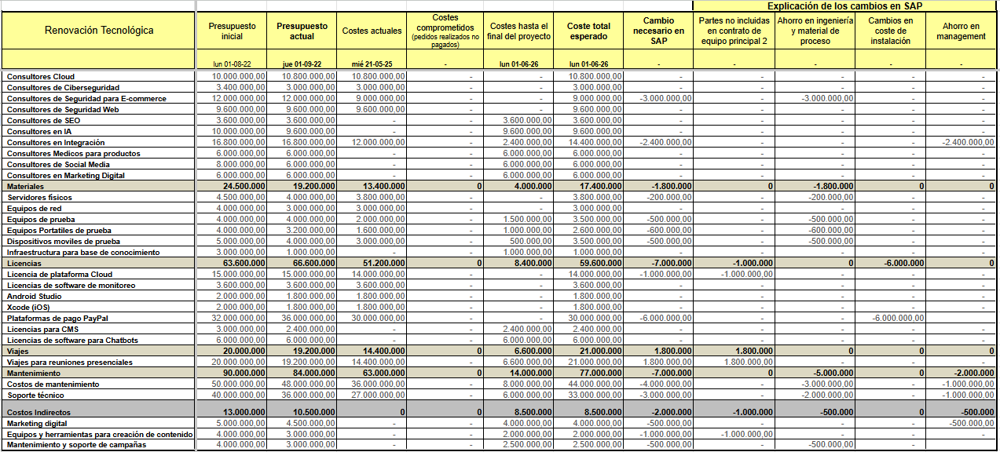 Explicación de los cambios en SAP
Renovación Tecnológica | Presupuesto inicial | Presupuesto actual | Costes actuales | Costes comprometidos (pedidos realizados no pagados) | Costes hasta el final del proyecto | Coste total esperado | Cambio necesario en SAP | Partes no incluidas en contrato de equipo principal 2 | Ahorro en ingeniería y material de proceso | Cambios en coste de instalación | Ahorro en management
lun 01-08-22 | jue 01-09-22 | mié 21-05-25 | - | lun 01-06-26 | lun 01-06-26 | - | - | - | - | -
Consultores Cloud | 10.000.000,00 | 10.800.000,00 | 10.800.000,00 | - | - | 10.800.000,00 | - | - | - | - | -
Consultores de Ciberseguridad | 3.400.000,00 | 3.000.000,00 | 3.000.000,00 | - | - | 3.000.000,00 | - | - | - | - | -
Consultores de Seguridad para E-commerce | 12.000.000,00 | 12.000.000,00 | 9.000.000,00 | - | - | 9.000.000,00 | -3.000.000,00 | - | -3.000.000,00 | - | -
Consultores de Seguridad Web | 9.600.000,00 | 9.600.000,00 | 9.600.000,00 | - | - | 9.600.000,00 | - | - | - | - | -
Consultores de SEO | 3.600.000,00 | 3.600.000,00 | - | - | 3.600.000,00 | 3.600.000,00 | - | - | - | - | -
Consultores en IA | 10.000.000,00 | 9.600.000,00 | - | - | 9.600.000,00 | 9.600.000,00 | - | - | - | - | -
Consultores en Integración | 16.800.000,00 | 16.800.000,00 | 12.000.000,00 | - | 2.400.000,00 | 14.400.000,00 | -2.400.000,00 | - | - | - | -2.400.000,00
Consultores Medicos para productos | 6.000.000,00 | 6.000.000,00 | - | - | 6.000.000,00 | 6.000.000,00 | - | - | - | - | -
Consultores de Social Media | 8.000.000,00 | 6.000.000,00 | - | - | 6.000.000,00 | 6.000.000,00 | - | - | - | - | -
Consultores en Marketing Digital | 6.000.000,00 | 6.000.000,00 | - | - | 6.000.000,00 | 6.000.000,00 | - | - | - | - | -
Materiales | 24.500.000 | 19.200.000 | 13.400.000 | 0 | 4.000.000 | 17.400.000 | -1.800.000 | 0 | -1.800.000 | 0 | 0
Servidores físicos | 4.500.000,00 | 4.000.000,00 | 3.800.000,00 | - | - | 3.800.000,00 | -200.000,00 | - | -200.000,00 | - | -
Equipos de red | 4.000.000,00 | 3.000.000,00 | 3.000.000,00 | - | - | 3.000.000,00 | - | - | - | - | -
Equipos de prueba | 4.000.000,00 | 4.000.000,00 | 2.000.000,00 | - | 1.500.000,00 | 3.500.000,00 | -500.000,00 | - | -500.000,00 | - | -
Equipos Portatiles de prueba | 4.000.000,00 | 3.200.000,00 | 1.600.000,00 | - | 1.000.000,00 | 2.600.000,00 | -600.000,00 | - | -600.000,00 | - | -
Dispositivos moviles de prueba | 5.000.000,00 | 4.000.000,00 | 3.000.000,00 | - | 500.000,00 | 3.500.000,00 | -500.000,00 | - | -500.000,00 | - | -
Infraestructura para base de conocimiento | 3.000.000,00 | 1.000.000,00 | - | - | 1.000.000,00 | 1.000.000,00 | - | - | - | - | -
Licencias | 63.600.000 | 66.600.000 | 51.200.000 | 0 | 8.400.000 | 59.600.000 | -7.000.000 | -1.000.000 | 0 | -6.000.000 | 0
Licencia de plataforma Cloud | 15.000.000,00 | 15.000.000,00 | 14.000.000,00 | - | - | 14.000.000,00 | -1.000.000,00 | -1.000.000,00 | - | - | -
Licencias de software de monitoreo | 3.600.000,00 | 3.600.000,00 | 3.600.000,00 | - | - | 3.600.000,00 | - | - | - | - | -
Android Studio | 2.000.000,00 | 1.800.000,00 | 1.800.000,00 | - | - | 1.800.000,00 | - | - | - | - | -
Xcode (iOS) | 2.000.000,00 | 1.800.000,00 | 1.800.000,00 | - | - | 1.800.000,00 | - | - | - | - | -
Plataformas de pago PayPal | 32.000.000,00 | 36.000.000,00 | 30.000.000,00 | - | - | 30.000.000,00 | -6.000.000,00 | - | - | -6.000.000,00 | -
Licencias para CMS | 3.000.000,00 | 2.400.000,00 | - | - | 2.400.000,00 | 2.400.000,00 | - | - | - | - | -
Licencias de software para Chatbots | 6.000.000,00 | 6.000.000,00 | - | - | 6.000.000,00 | 6.000.000,00 | - | - | - | - | -
Viajes | 20.000.000 | 19.200.000 | 14.400.000 | 0 | 6.600.000 | 21.000.000 | 1.800.000 | 1.800.000 | 0 | 0 | 0
Viajes para reuniones presenciales | 20.000.000,00 | 19.200.000,00 | 14.400.000,00 | - | 6.600.000,00 | 21.000.000,00 | 1.800.000,00 | 1.800.000,00 | - | - | -
Mantenimiento | 90.000.000 | 84.000.000 | 63.000.000 | 0 | 14.000.000 | 77.000.000 | -7.000.000 | 0 | -5.000.000 | 0 | -2.000.000
Costos de mantenimiento | 50.000.000,00 | 48.000.000,00 | 36.000.000,00 | - | 8.000.000,00 | 44.000.000,00 | -4.000.000,00 | - | -3.000.000,00 | - | -1.000.000,00
Soporte técnico | 40.000.000,00 | 36.000.000,00 | 27.000.000,00 | - | 6.000.000,00 | 33.000.000,00 | -3.000.000,00 | - | -2.000.000,00 | - | -1.000.000,00
Costos Indirectos | 13.000.000 | 10.500.000 | 0 | 0 | 8.500.000 | 8.500.000 | -2.000.000 | -1.000.000 | -500.000 | 0 | -500.000
Marketing digital | 5.000.000,00 | 4.500.000,00 | - | - | 4.000.000,00 | 4.000.000,00 | -500.000,00 | - | - | - | -500.000,00
Equipos y herramientas para creación de contenido | 4.000.000,00 | 3.000.000,00 | - | - | 2.000.000,00 | 2.000.000,00 | -1.000.000,00 | -1.000.000,00 | - | - | -
Mantenimiento y soporte de campañas | 4.000.000,00 | 3.000.000,00 | - | - | 2.500.000,00 | 2.500.000,00 | -500.000,00 | - | -500.000,00 | - | -